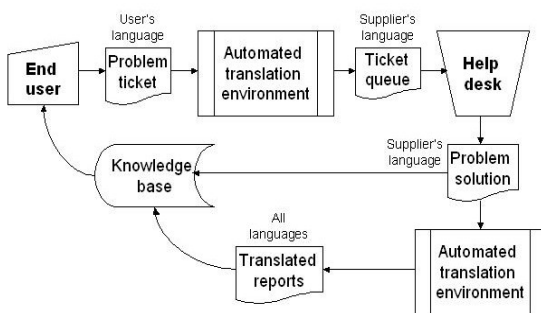 User's
language
Supplier's
language
End
user
Problem
ticket
Automated
translation
environment
Ticket
queue
Help
desk
Supplier's
language
Knowledge
base
Problem
solution
All
languages
Translated
reports
Automated
translation
environment